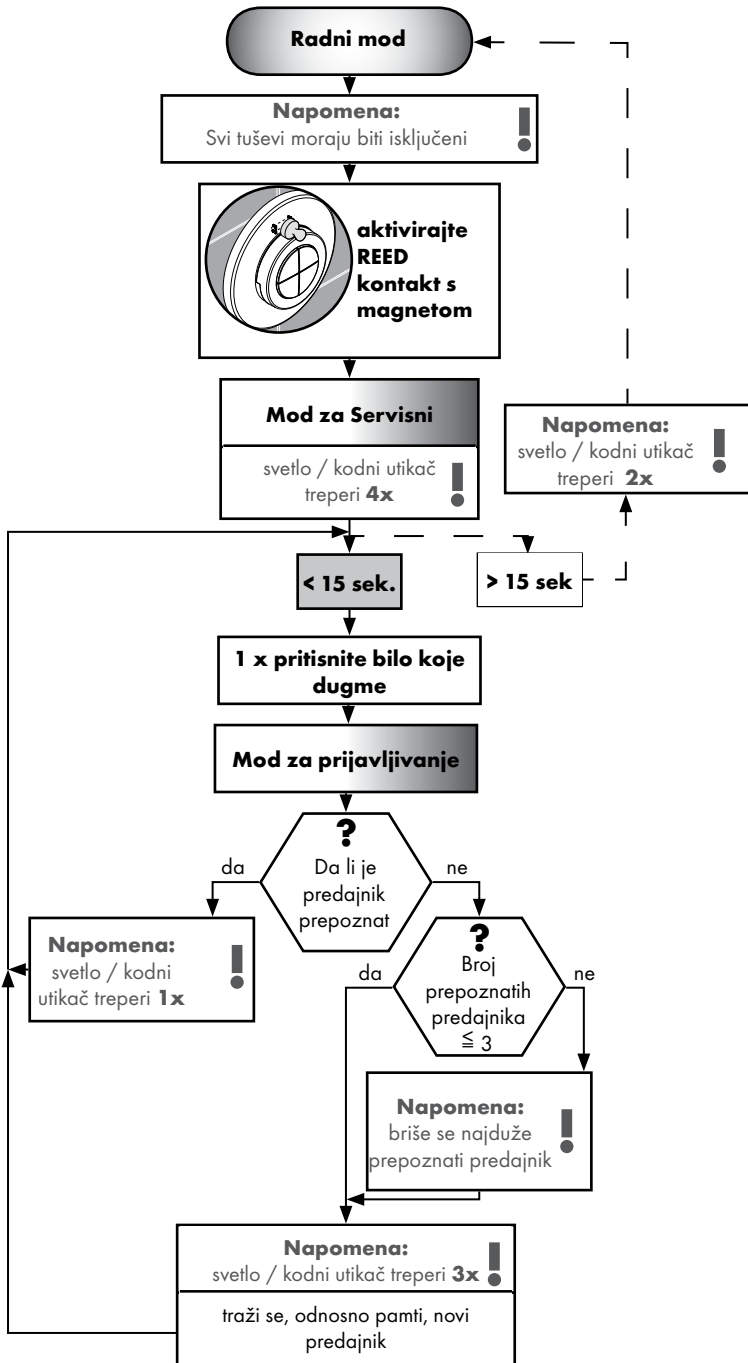 Radni mod
Napomena:
Svi tuševi moraju biti isključeni
!
aktivirajte
REED
kontakt s
magnetom
Mod za Servisni
svetlo / kodni utikač
treperi 4x
!
Napomena:
svetlo / kodni utikač
treperi 2x
!
< 15 sek.
> 15 sek
1 x pritisnite bilo koje
dugme
Mod za prijavljivanje
?
Da li je
predajnik
prepoznat
da
ne
Napomena:
svetlo / kodni
utikač treperi 1x
!
?
Broj
prepoznatih
predajnika
≦ 3
da
ne
Napomena:
briše se najduže
prepoznati predajnik
!
Napomena:
svetlo / kodni utikač treperi 3x
!
traži se, odnosno pamti, novi
predajnik